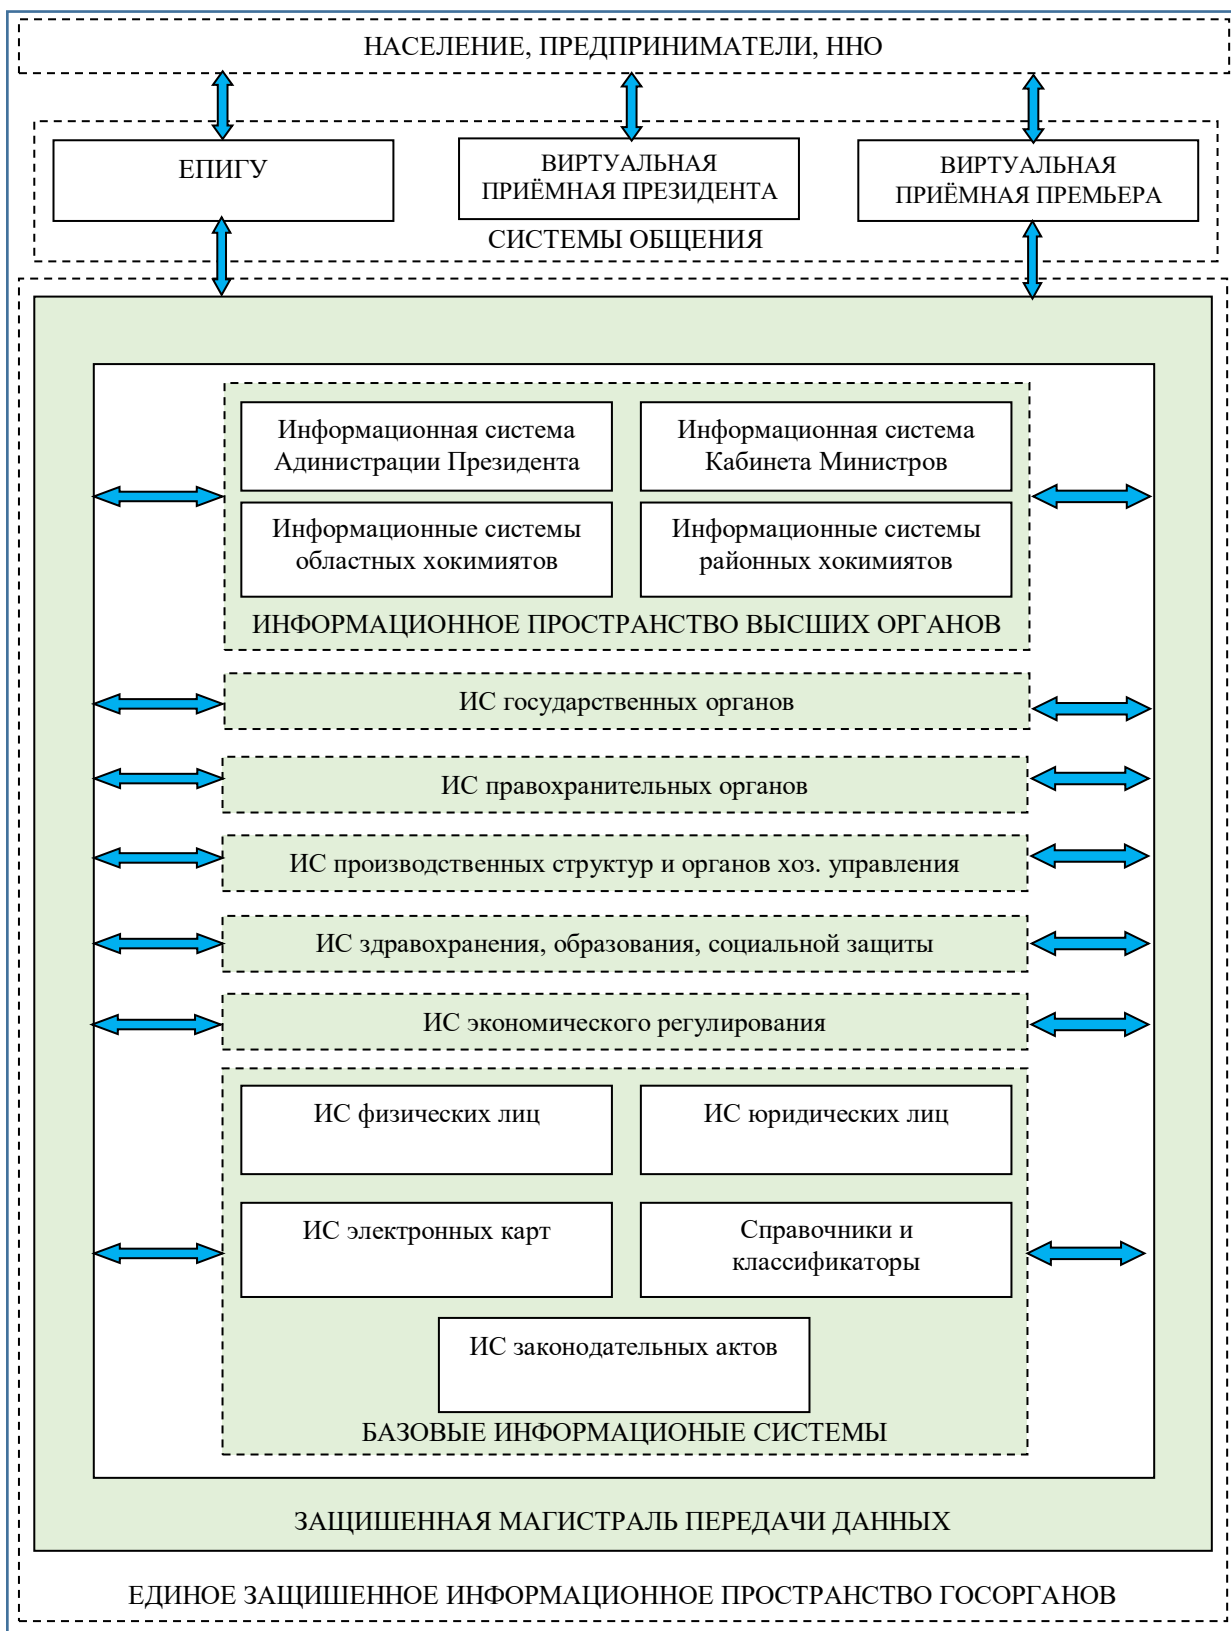 НАСЕЛЕНИЕ, ПРЕДПРИНИМАТЕЛИ, ННО
ЕПИГУ
ВИРТУАЛЬНАЯ
ПРИЁМНАЯ ПРЕЗИДЕНТА
ВИРТУАЛЬНАЯ
ПРИЁМНАЯ ПРЕМЬЕРА
СИСТЕМЫ ОБЩЕНИЯ
Информационная система
Адинистрации Президента
Информационная система
Кабинета Министров
Информационные системы
областных хокимиятов
Информационные системы
районных хокимиятов
ИНФОРМАЦИОННОЕ ПРОСТРАНСТВО ВЫСШИХ ОРГАНОВ
ИС государственных органов
ИС правохранительных органов
ИС производственных структур и органов хоз. управления
ИС здравохранения, образования, социальной защиты
ИС экономического регулирования
ИС физических лиц
ИС юридических лиц
ИС электронных карт
Справочники и
классификаторы
ИС законодательных актов
БАЗОВЫЕ ИНФОРМАЦИОНЫЕ СИСТЕМЫ
ЗАЩИШЕННАЯ МАГИСТРАЛЬ ПЕРЕДАЧИ ДАННЫХ
ЕДИНОЕ ЗАЩИШЕННОЕ ИНФОРМАЦИОННОЕ ПРОСТРАНСТВО ГОСОРГАНОВ